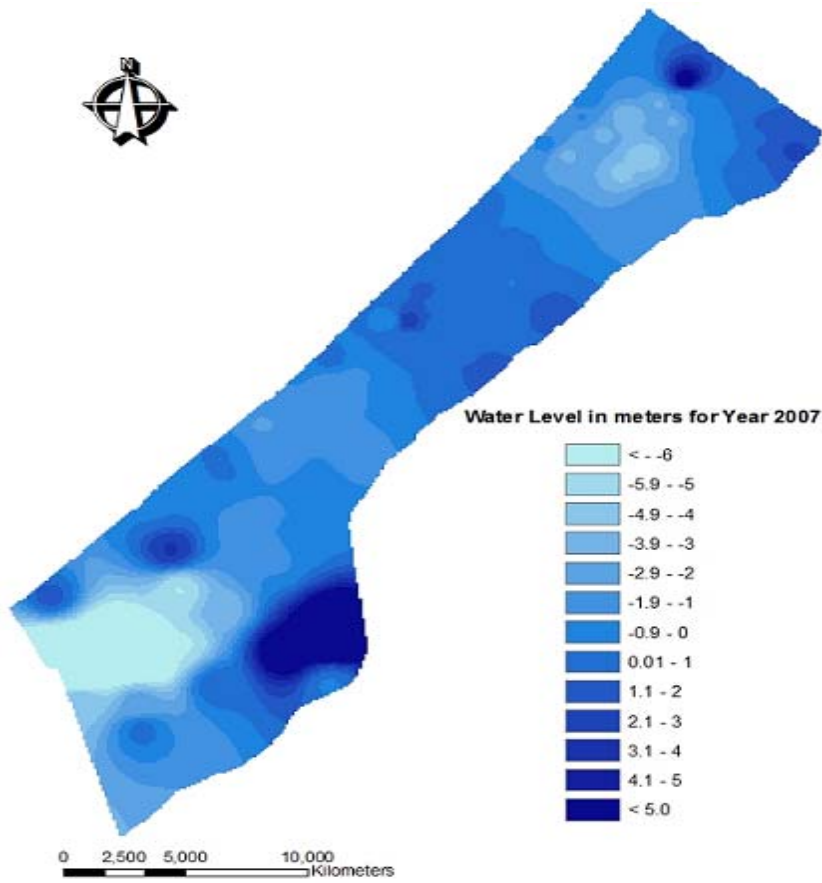 N
Water Level in meters for Year 2007
< - -6
-5.9 - -5
-4.9 - -4
-3.9 - -3
-2.9 - -2
-1.9 - -1
-0.9 - 0
0.01 - 1
1.1 - 2
2.1 - 3
3.1 - 4
4.1 - 5
< 5.0
0 2,500 5,000 10,000
Kilometers